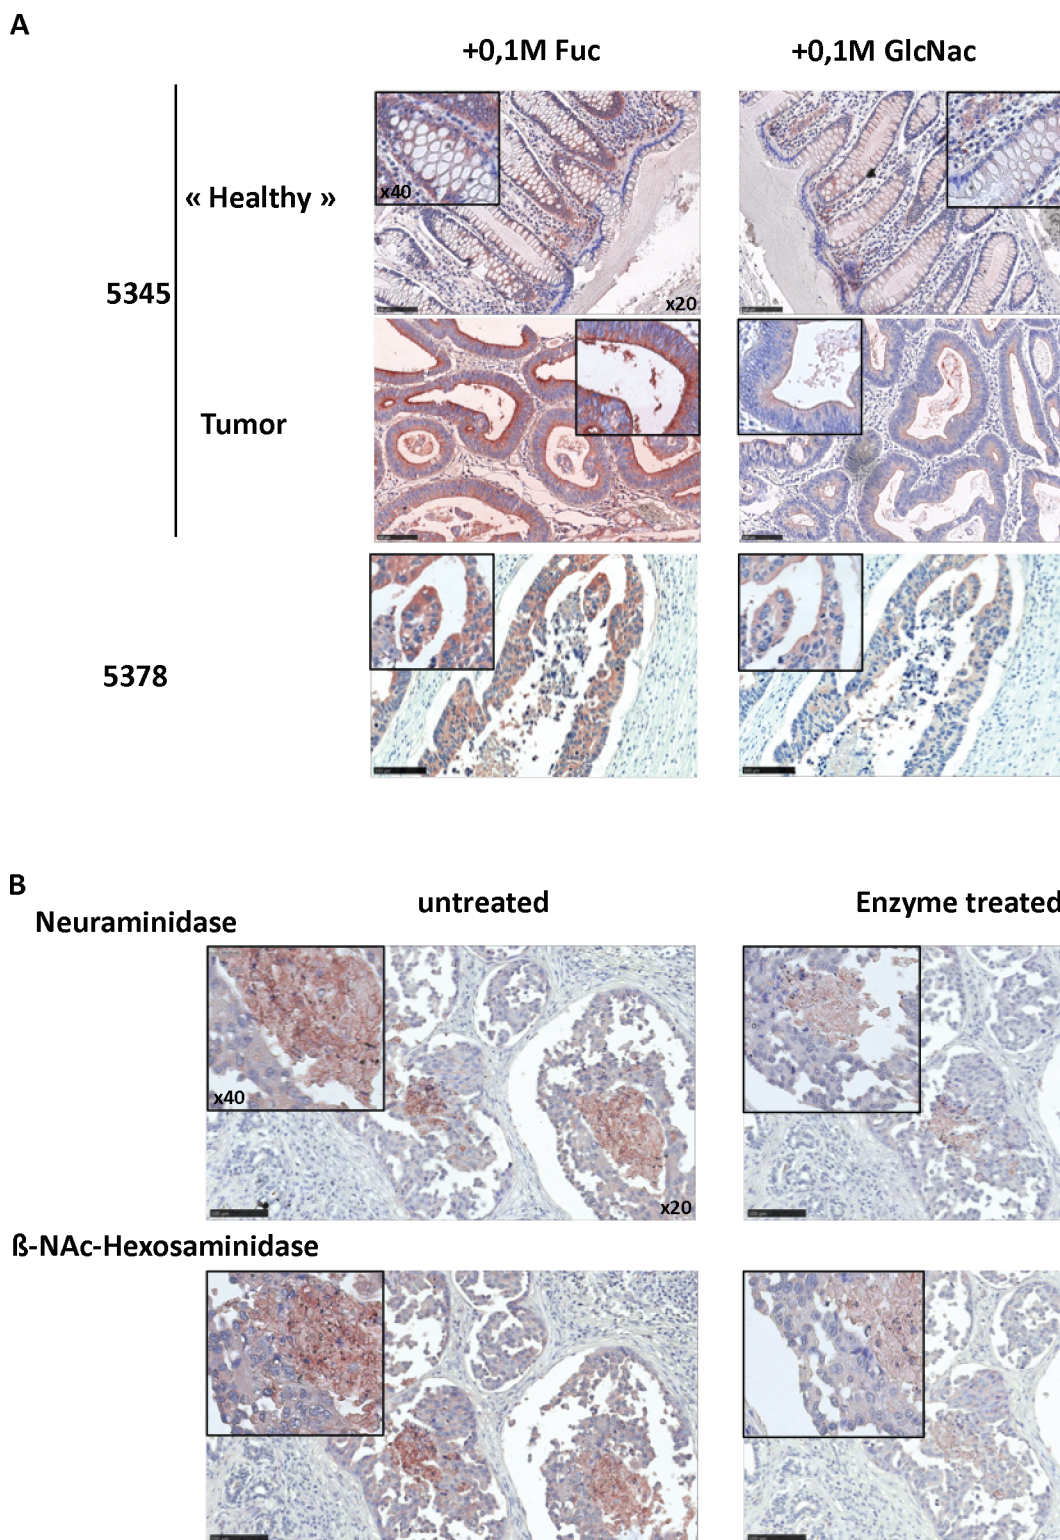 A
+0,1M Fuc
+0,1M GlcNac
« Healthy »
x40
x20
5345
Tumor
5378
B
Neuraminidase
untreated
Enzyme treated
x40
x20
ß-NAc-Hexosaminidase